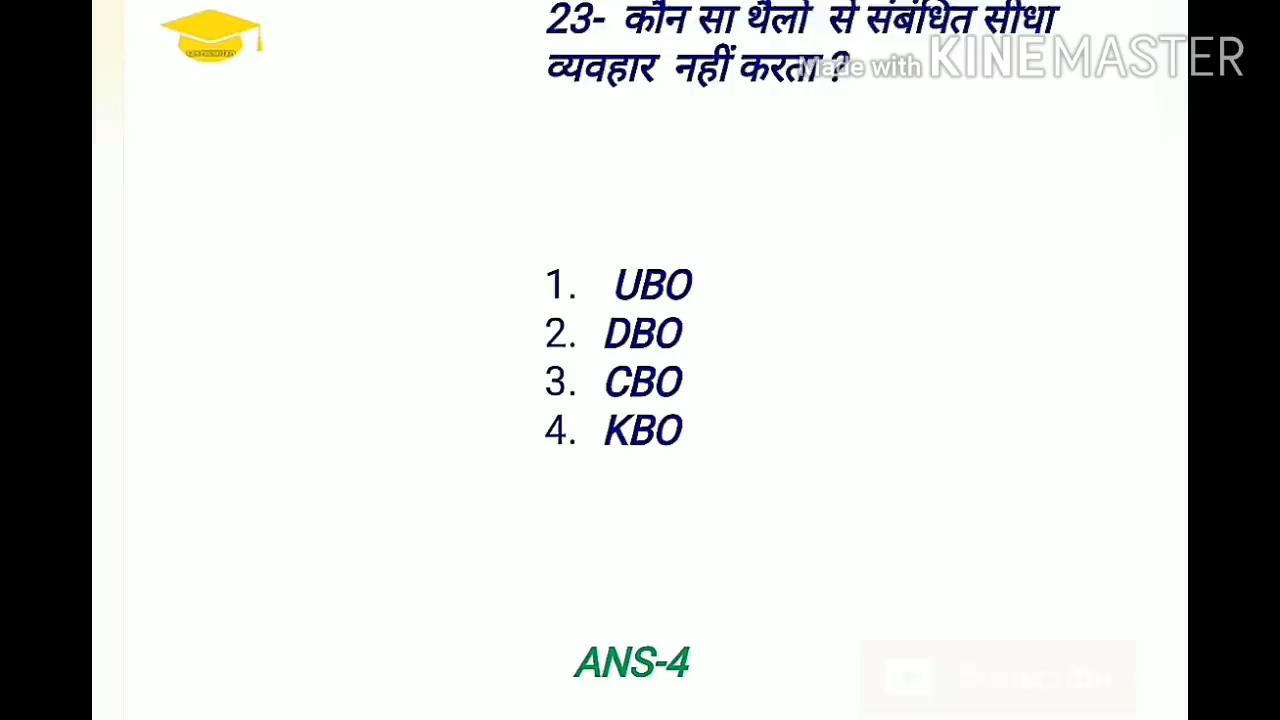 23- कौन सा थैलो से संबंधित सीधा
व्यवहार नहीं करता ?
Made with KINEMASTER
1. UBO
2. DBO
3. CBO
4. KBO
ANS-4